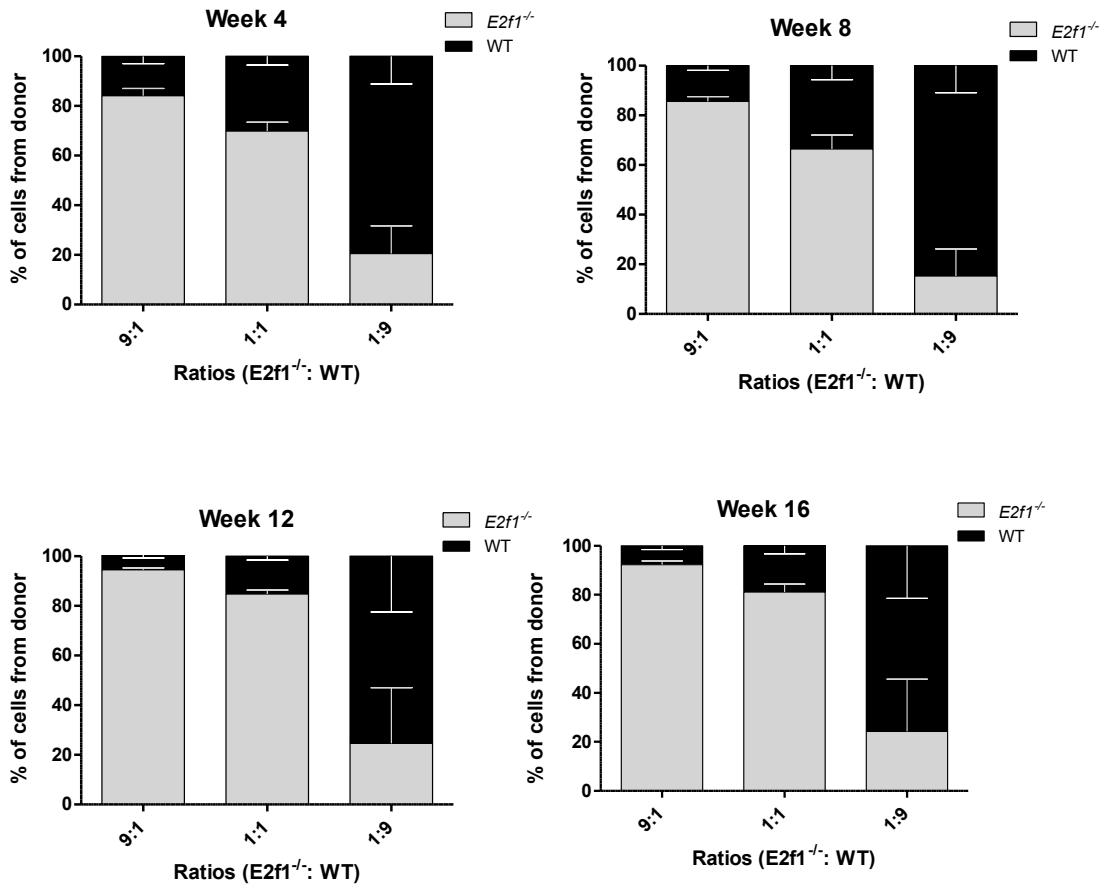 Week 4
E2f1-/-
WT
% of cells from donor
100
80
60
40
20
0
9:1
1:1
1:9
Ratios (E2f1-/-: WT)
Week 8
E2f1-/-
WT
% of cells from donor
100
80
60
40
20
0
9:1
1:1
1:9
Ratios (E2f1-/-: WT)
Week 12
E2f1-/-
WT
% of cells from donor
100
80
60
40
20
0
9:1
1:1
1:9
Ratios (E2f1-/-: WT)
Week 16
E2f1-/-
WT
% of cells from donor
100
80
60
40
20
0
9:1
1:1
1:9
Ratios (E2f1-/-: WT)